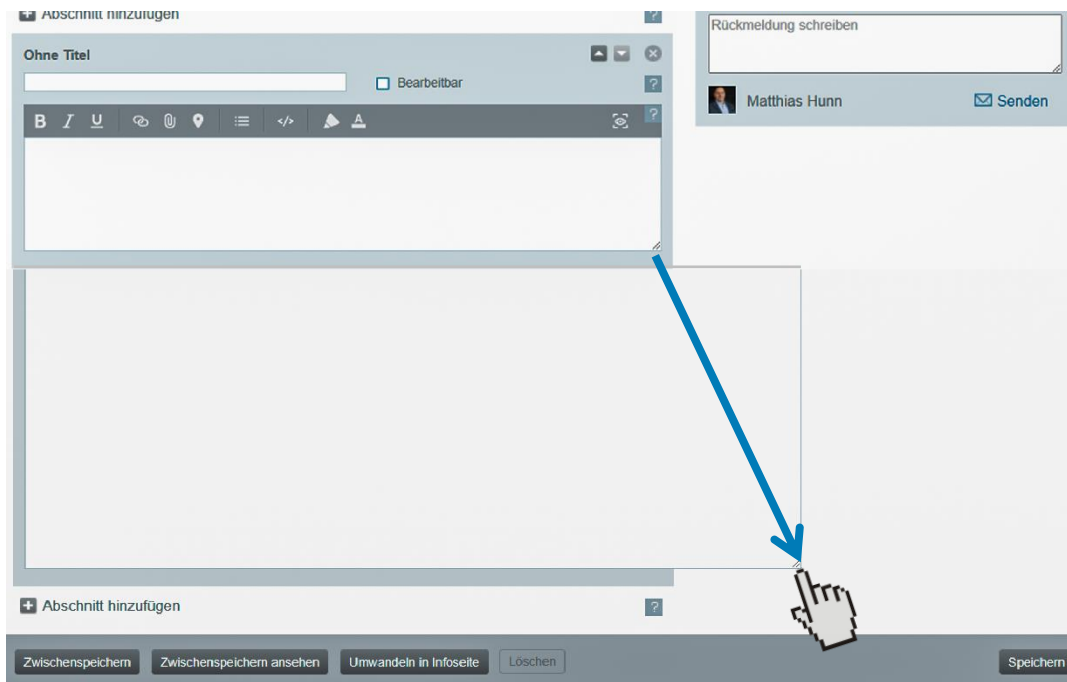 Abschnitt hinzufügen
?
Ohne Titel
Bearbeitbar
?
B I U </> A
?
Rückmeldung schreiben
Matthias Hunn
Senden
Abschnitt hinzufügen
?
Zwischenspeichern
Zwischenspeichern ansehen
Umwandeln in Infoseite
Löschen
Speichern